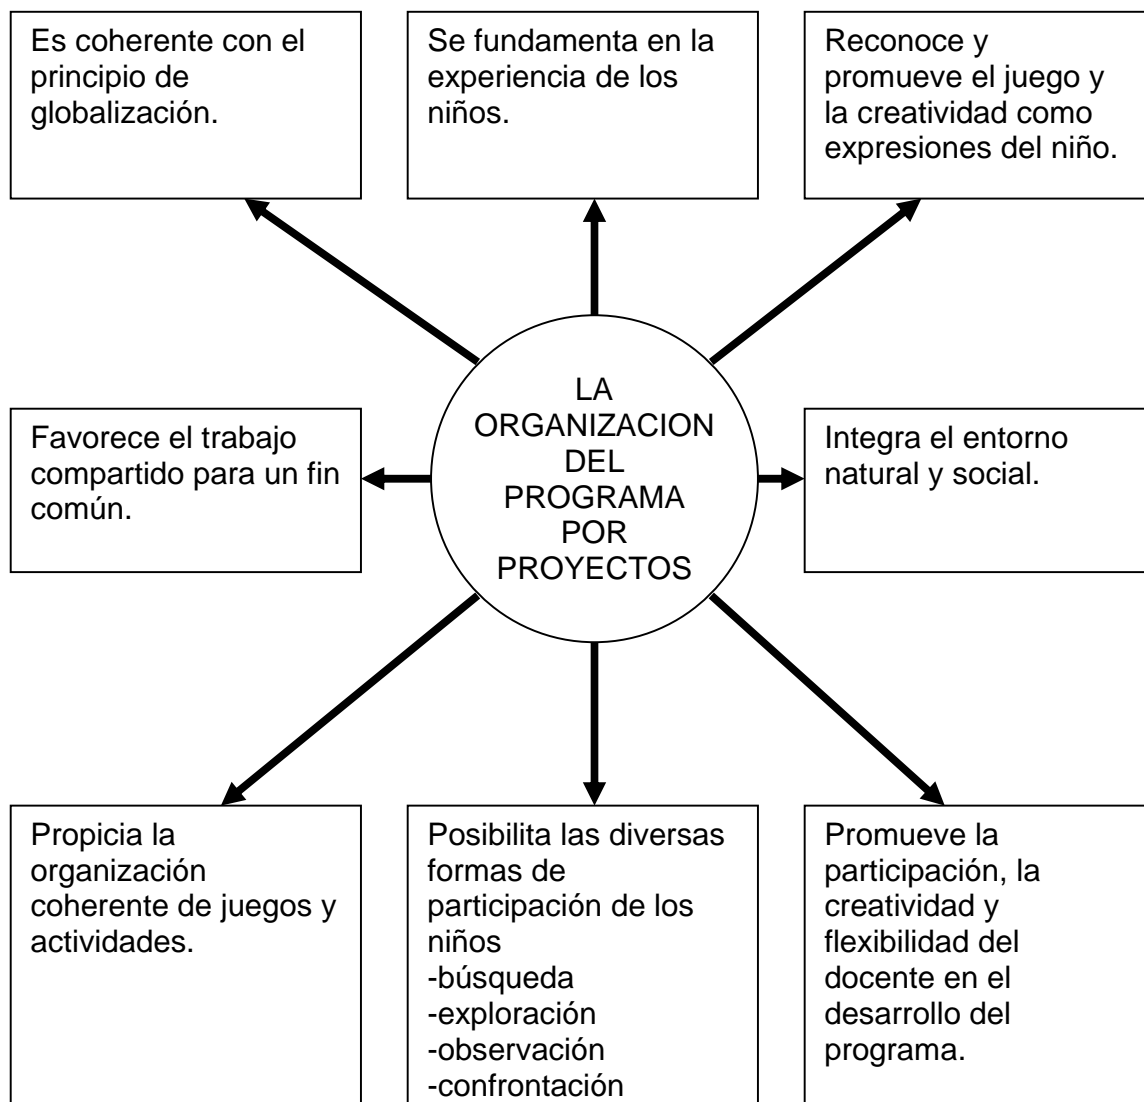 Es coherente con el
principio de
globalización.
Se fundamenta en la
experiencia de los
niños.
Reconoce y
promueve el juego y
la creatividad como
expresiones del niño.
Favorece el trabajo
compartido para un fin
común.
LA
ORGANIZACION
DEL
PROGRAMA
POR
PROYECTOS
Integra el entorno
natural y social.
Propicia la
organización
coherente de juegos y
actividades.
Posibilita las diversas
formas de
participación de los
niños
-búsqueda
-exploración
-observación
-confrontación
Promueve la
participación, la
creatividad y
flexibilidad del
docente en el
desarrollo del
programa.